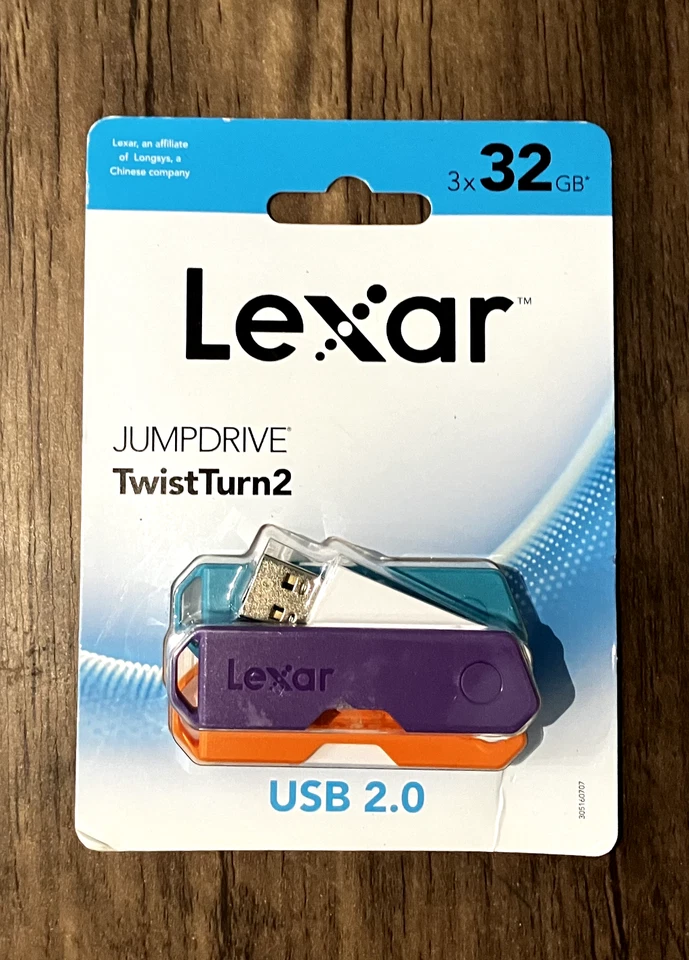 Lexar, an affiliate
of Longsys, a
Chinese company
3x32GB*
Lexar™
JUMPDRIVE®
TwistTurn2
Lexar
USB 2.0
305160707